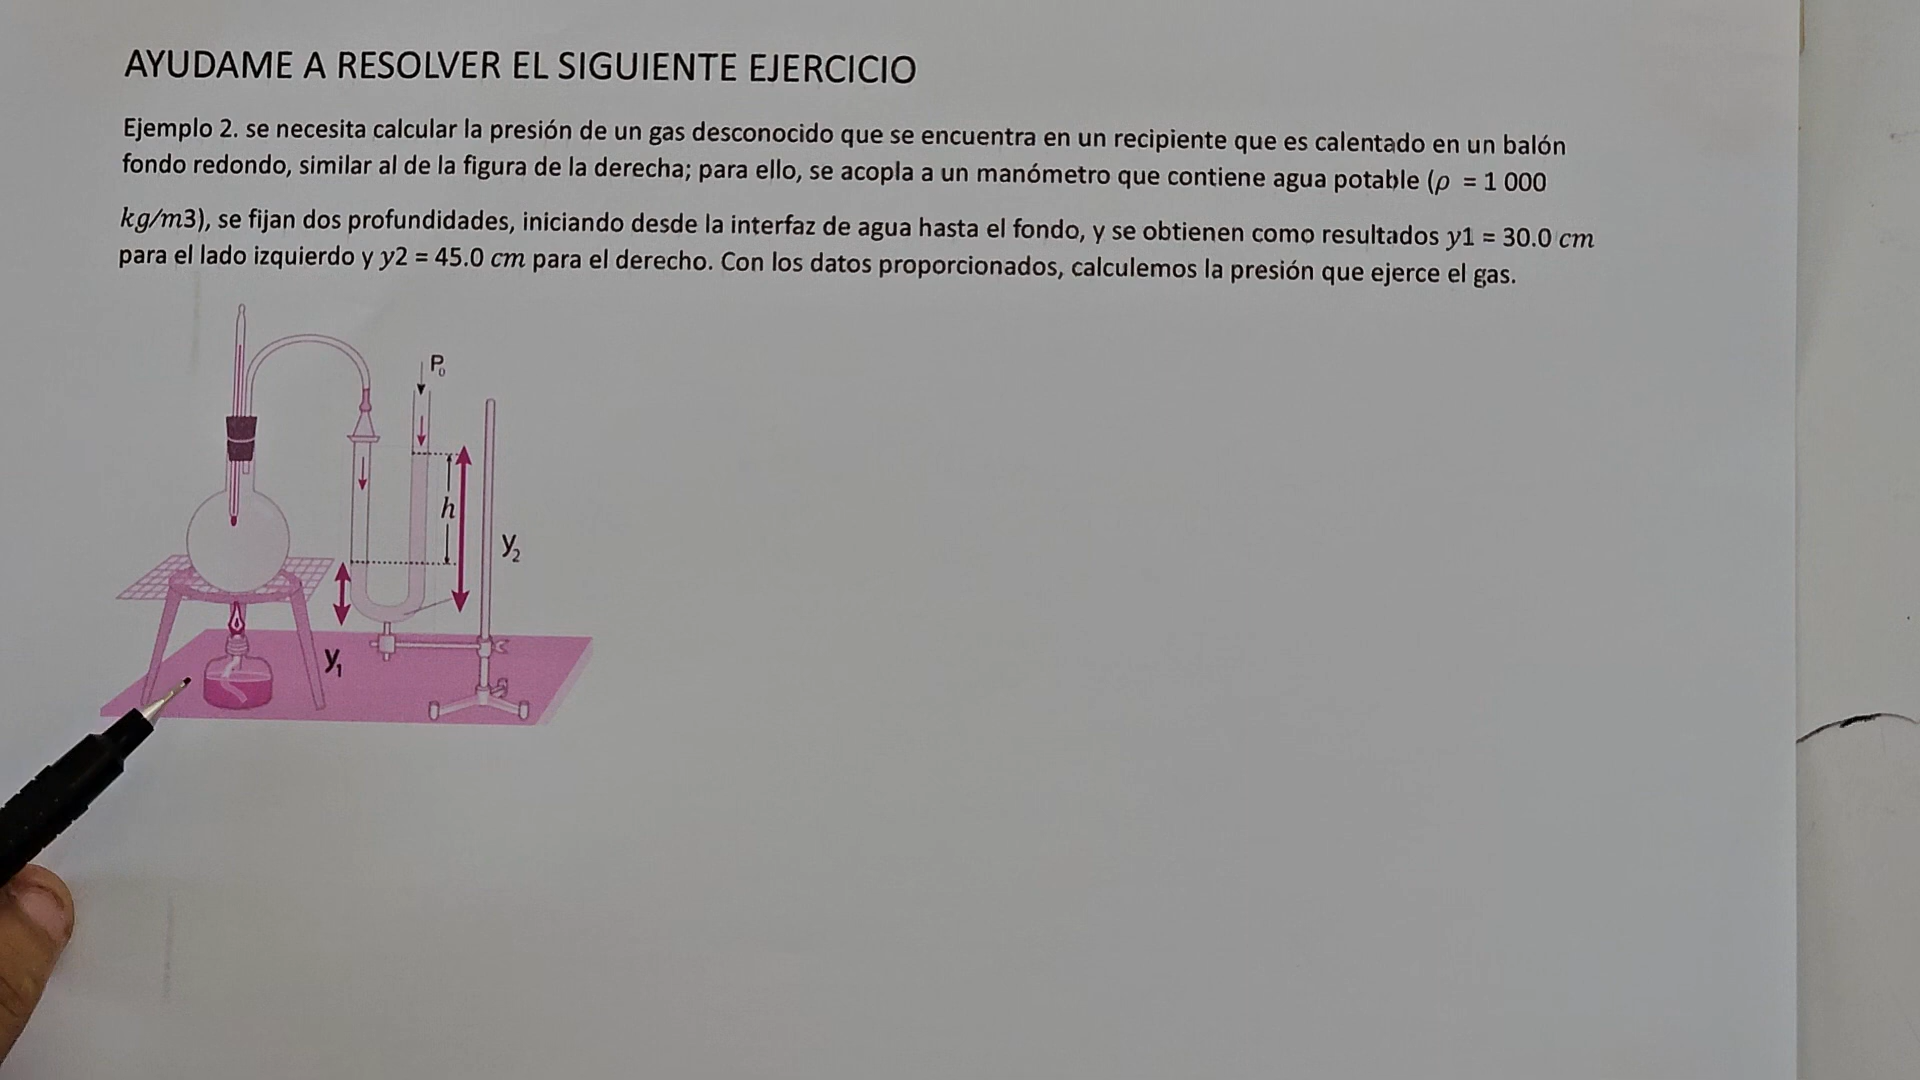 AYUDAME A RESOLVER EL SIGUIENTE EJERCICIO
Ejemplo 2. se necesita calcular la presión de un gas desconocido que se encuentra en un recipiente que es calentado en un balón
fondo redondo, similar al de la figura de la derecha; para ello, se acopla a un manómetro que contiene agua potable (ρ = 1 000
kg/m3), se fijan dos profundidades, iniciando desde la interfaz de agua hasta el fondo, y se obtienen como resultados y1 = 30.0 cm
para el lado izquierdo y y2 = 45.0 cm para el derecho. Con los datos proporcionados, calculemos la presión que ejerce el gas.
P₀
h
y₂
y₁